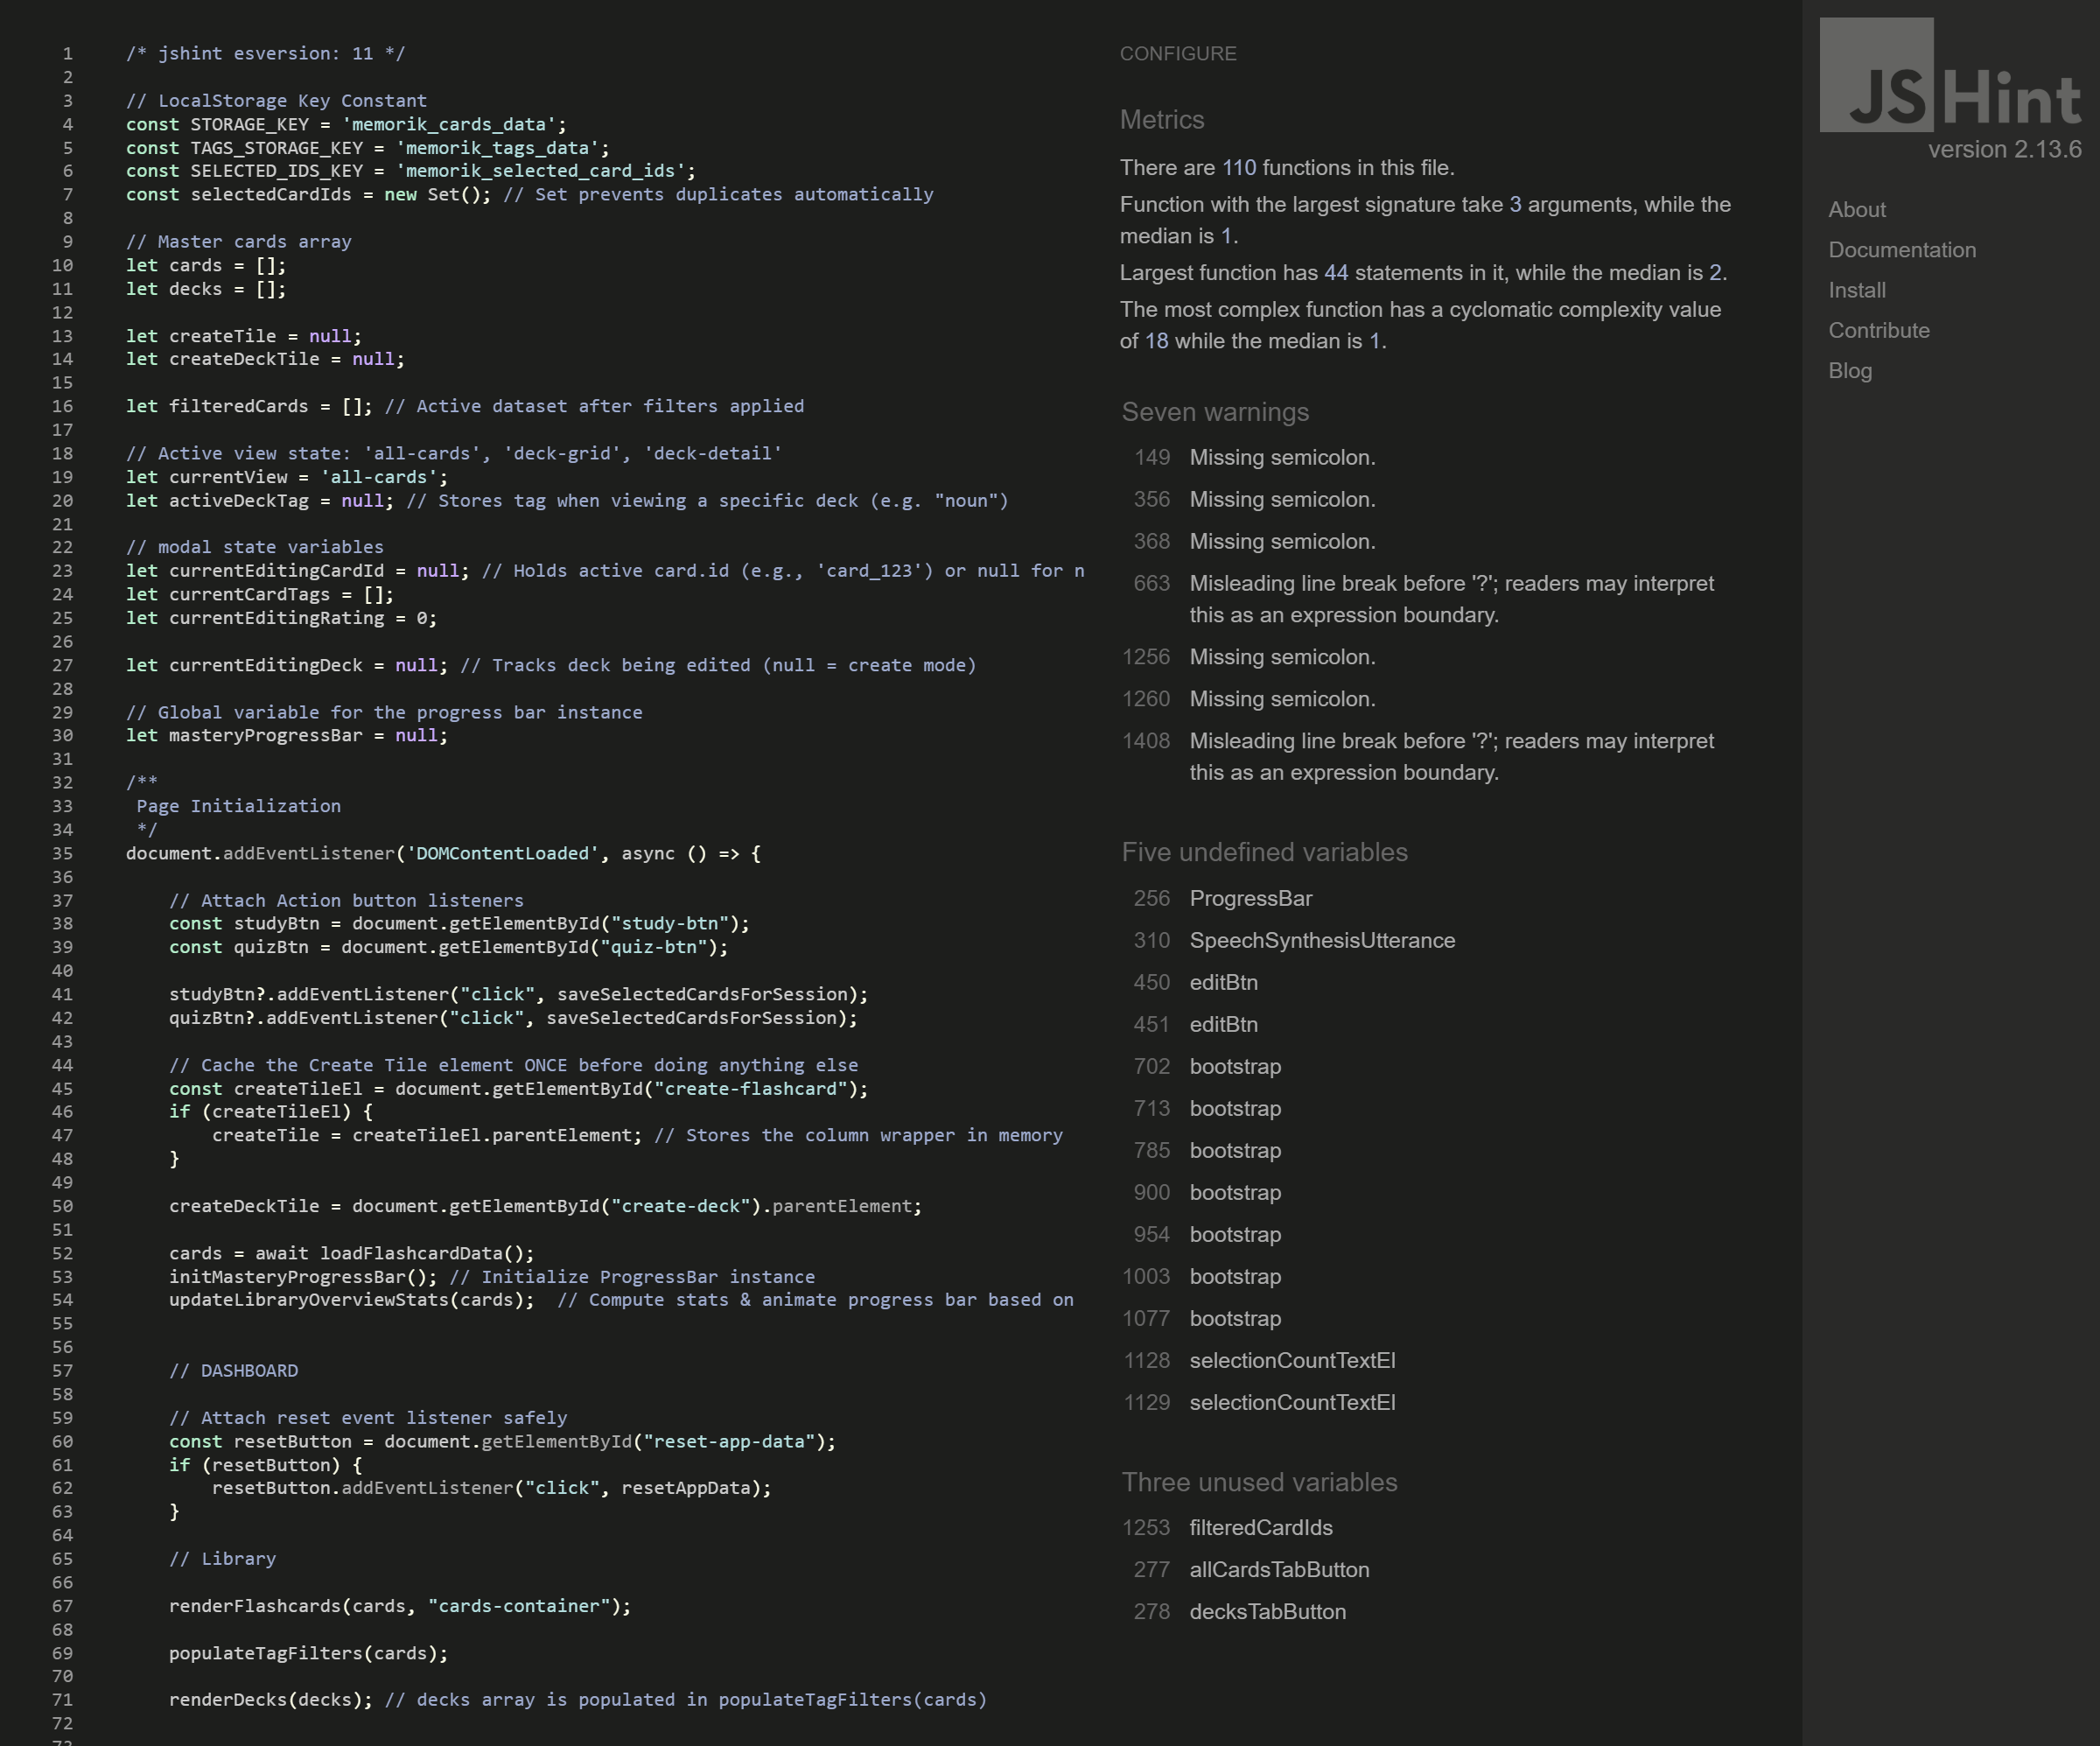 1 /* jshint esversion: 11 */
2
3 // LocalStorage Key Constant
4 const STORAGE_KEY = 'memorik_cards_data';
5 const TAGS_STORAGE_KEY = 'memorik_tags_data';
6 const SELECTED_IDS_KEY = 'memorik_selected_card_ids';
7 const selectedCardIds = new Set(); // Set prevents duplicates automatically
8
9 // Master cards array
10 let cards = [];
11 let decks = [];
12
13 let createTile = null;
14 let createDeckTile = null;
15
16 let filteredCards = []; // Active dataset after filters applied
17
18 // Active view state: 'all-cards', 'deck-grid', 'deck-detail'
19 let currentView = 'all-cards';
20 let activeDeckTag = null; // Stores tag when viewing a specific deck (e.g. "noun")
21
22 // modal state variables
23 let currentEditingCardId = null; // Holds active card.id (e.g., 'card_123') or null for n
24 let currentCardTags = [];
25 let currentEditingRating = 0;
26
27 let currentEditingDeck = null; // Tracks deck being edited (null = create mode)
28
29 // Global variable for the progress bar instance
30 let masteryProgressBar = null;
31
32 /**
33 Page Initialization
34 */
35 document.addEventListener('DOMContentLoaded', async () => {
36
37 // Attach Action button listeners
38 const studyBtn = document.getElementById("study-btn");
39 const quizBtn = document.getElementById("quiz-btn");
40
41 studyBtn?.addEventListener("click", saveSelectedCardsForSession);
42 quizBtn?.addEventListener("click", saveSelectedCardsForSession);
43
44 // Cache the Create Tile element ONCE before doing anything else
45 const createTileEl = document.getElementById("create-flashcard");
46 if (createTileEl) {
47 createTile = createTileEl.parentElement; // Stores the column wrapper in memory
48 }
49
50 createDeckTile = document.getElementById("create-deck").parentElement;
51
52 cards = await loadFlashcardData();
53 initMasteryProgressBar(); // Initialize ProgressBar instance
54 updateLibraryOverviewStats(cards);  // Compute stats & animate progress bar based on
55
56
57 // DASHBOARD
58
59 // Attach reset event listener safely
60 const resetButton = document.getElementById("reset-app-data");
61 if (resetButton) {
62 resetButton.addEventListener("click", resetAppData);
63 }
64
65 // Library
66
67 renderFlashcards(cards, "cards-container");
68
69 populateTagFilters(cards);
70
71 renderDecks(decks); // decks array is populated in populateTagFilters(cards)
72
CONFIGURE
Metrics
There are 110 functions in this file.
Function with the largest signature take 3 arguments, while the
median is 1.
Largest function has 44 statements in it, while the median is 2.
The most complex function has a cyclomatic complexity value
of 18 while the median is 1.
Seven warnings
149 Missing semicolon.
356 Missing semicolon.
368 Missing semicolon.
663 Misleading line break before '?'; readers may interpret
this as an expression boundary.
1256 Missing semicolon.
1260 Missing semicolon.
1408 Misleading line break before '?'; readers may interpret
this as an expression boundary.
Five undefined variables
256 ProgressBar
310 SpeechSynthesisUtterance
450 editBtn
451 editBtn
702 bootstrap
713 bootstrap
785 bootstrap
900 bootstrap
954 bootstrap
1003 bootstrap
1077 bootstrap
1128 selectionCountTextEl
1129 selectionCountTextEl
Three unused variables
1253 filteredCardIds
277 allCardsTabButton
278 decksTabButton
JSHint
version 2.13.6
About
Documentation
Install
Contribute
Blog